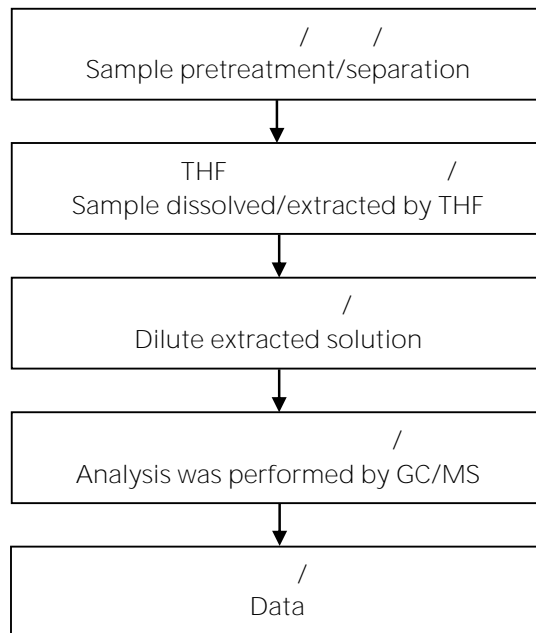 / /
Sample pretreatment/separation
THF /
Sample dissolved/extracted by THF
/
Dilute extracted solution
/
Analysis was performed by GC/MS
/
Data